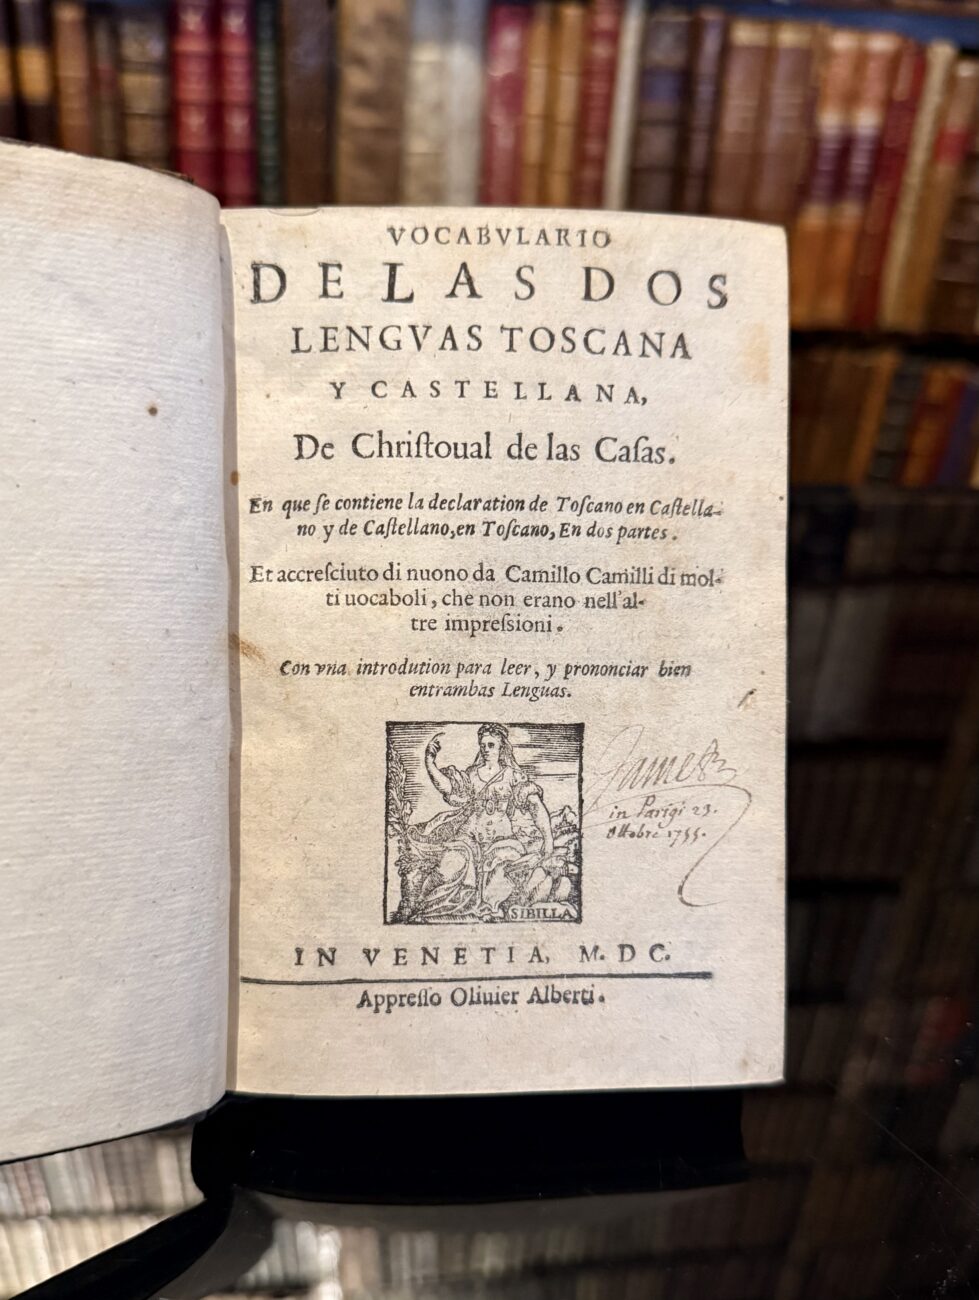 VOCABVLARIO
DE LAS DOS
LENGVAS TOSCANA
Y CASTELLANA,
De Chriſtoual de las Caſas.
En que ſe contiene la declaration de Toſcano en Caſtella-
no y de Caſtellano, en Toſcano, En dos partes.
Et accreſciuto di nuouo da Camillo Camilli di mol-
ti uocaboli, che non erano nell'al-
tre impreſsioni.
Con vna introdution para leer, y prononciar bien
entrambas Lenguas.
in Parigi 23.
Ottobre 1755.
SIBILLA
IN VENETIA, M. DC.
Appreſſo Oliuier Alberti.